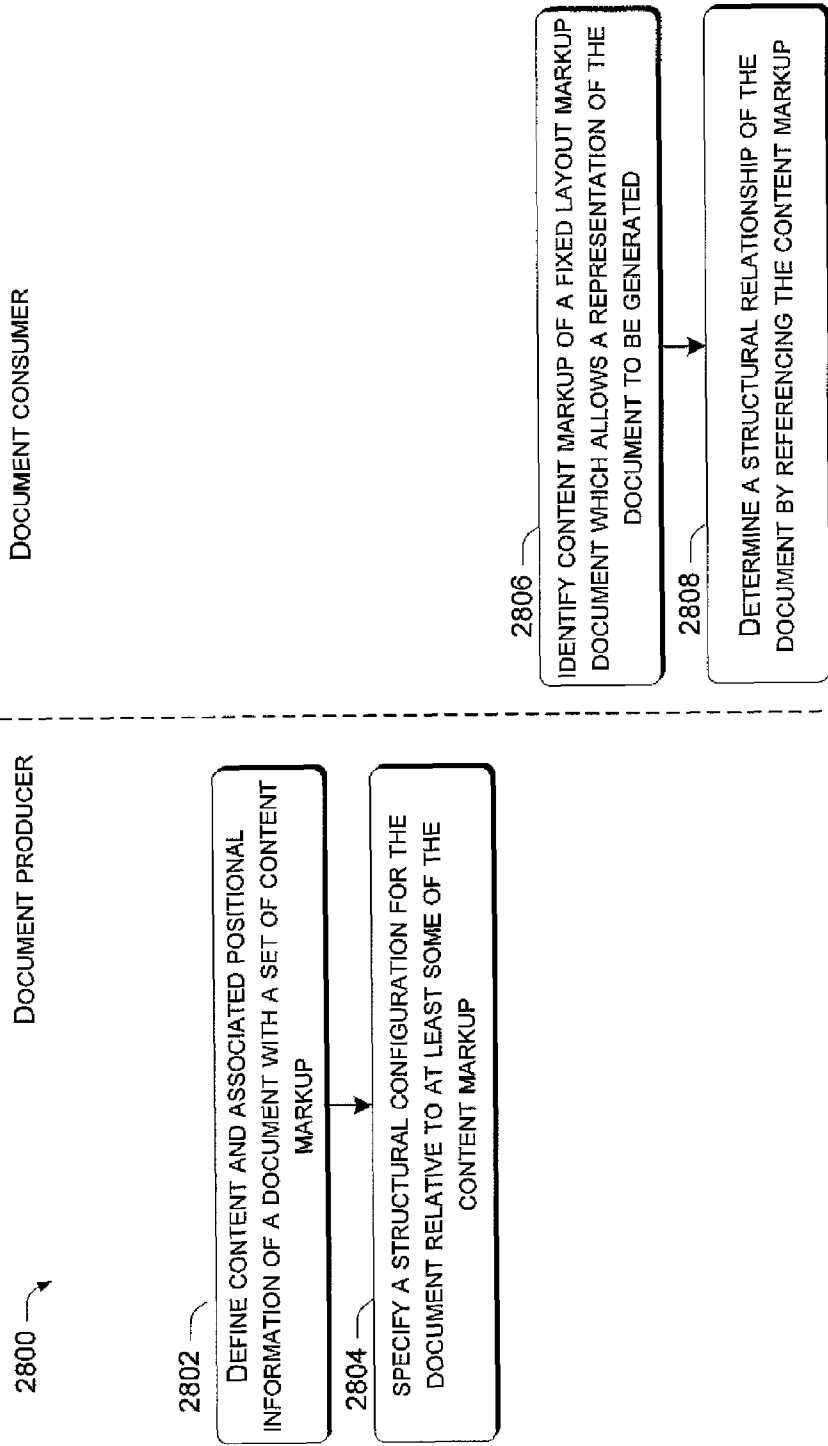 2800
DOCUMENT PRODUCER
2802
DEFINE CONTENT AND ASSOCIATED POSITIONAL
INFORMATION OF A DOCUMENT WITH A SET OF CONTENT
MARKUP
2804
SPECIFY A STRUCTURAL CONFIGURATION FOR THE
DOCUMENT RELATIVE TO AT LEAST SOME OF THE
CONTENT MARKUP
DOCUMENT CONSUMER
2806
IDENTIFY CONTENT MARKUP OF A FIXED LAYOUT MARKUP
DOCUMENT WHICH ALLOWS A REPRESENTATION OF THE
DOCUMENT TO BE GENERATED
2808
DETERMINE A STRUCTURAL RELATIONSHIP OF THE
DOCUMENT BY REFERENCING THE CONTENT MARKUP